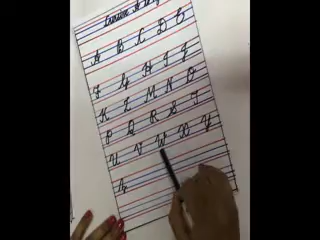 A B C D E
F G H I J
K L M N O
P Q R S T
U V W X Y
Z